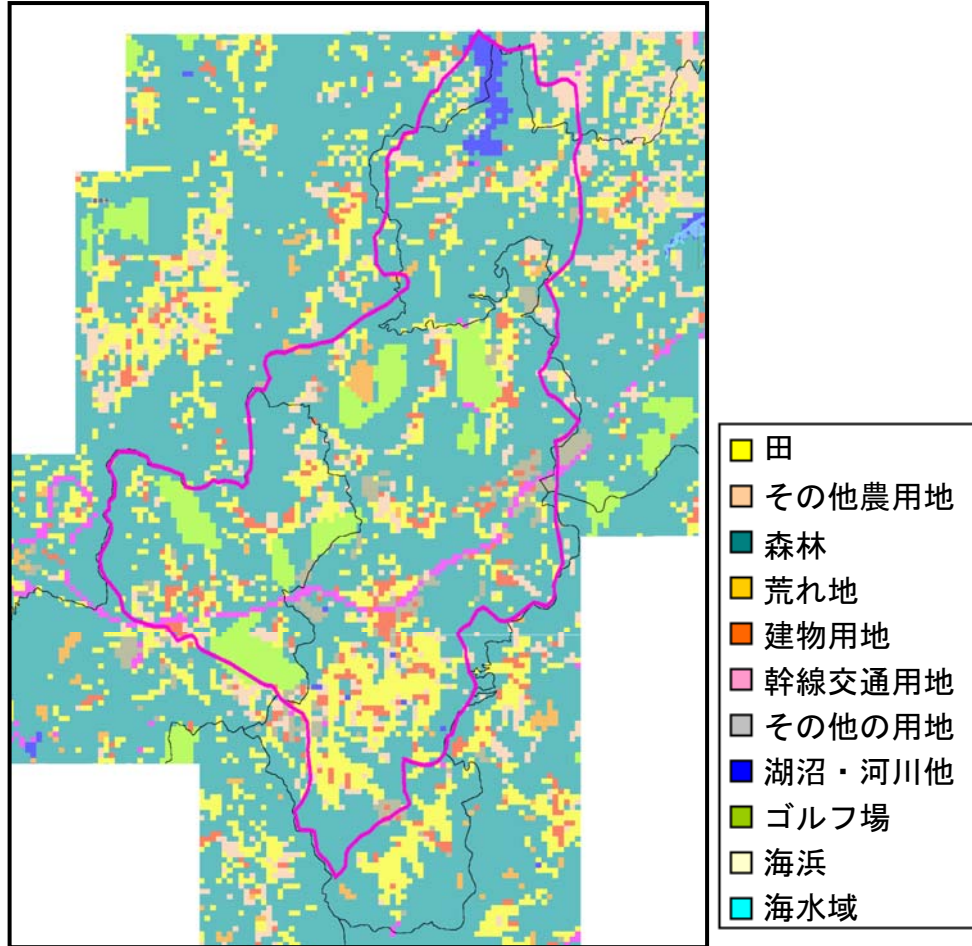 田
その他農用地
森林
荒れ地
建物用地
幹線交通用地
その他の用地
湖沼・河川他
ゴルフ場
海浜
海水域